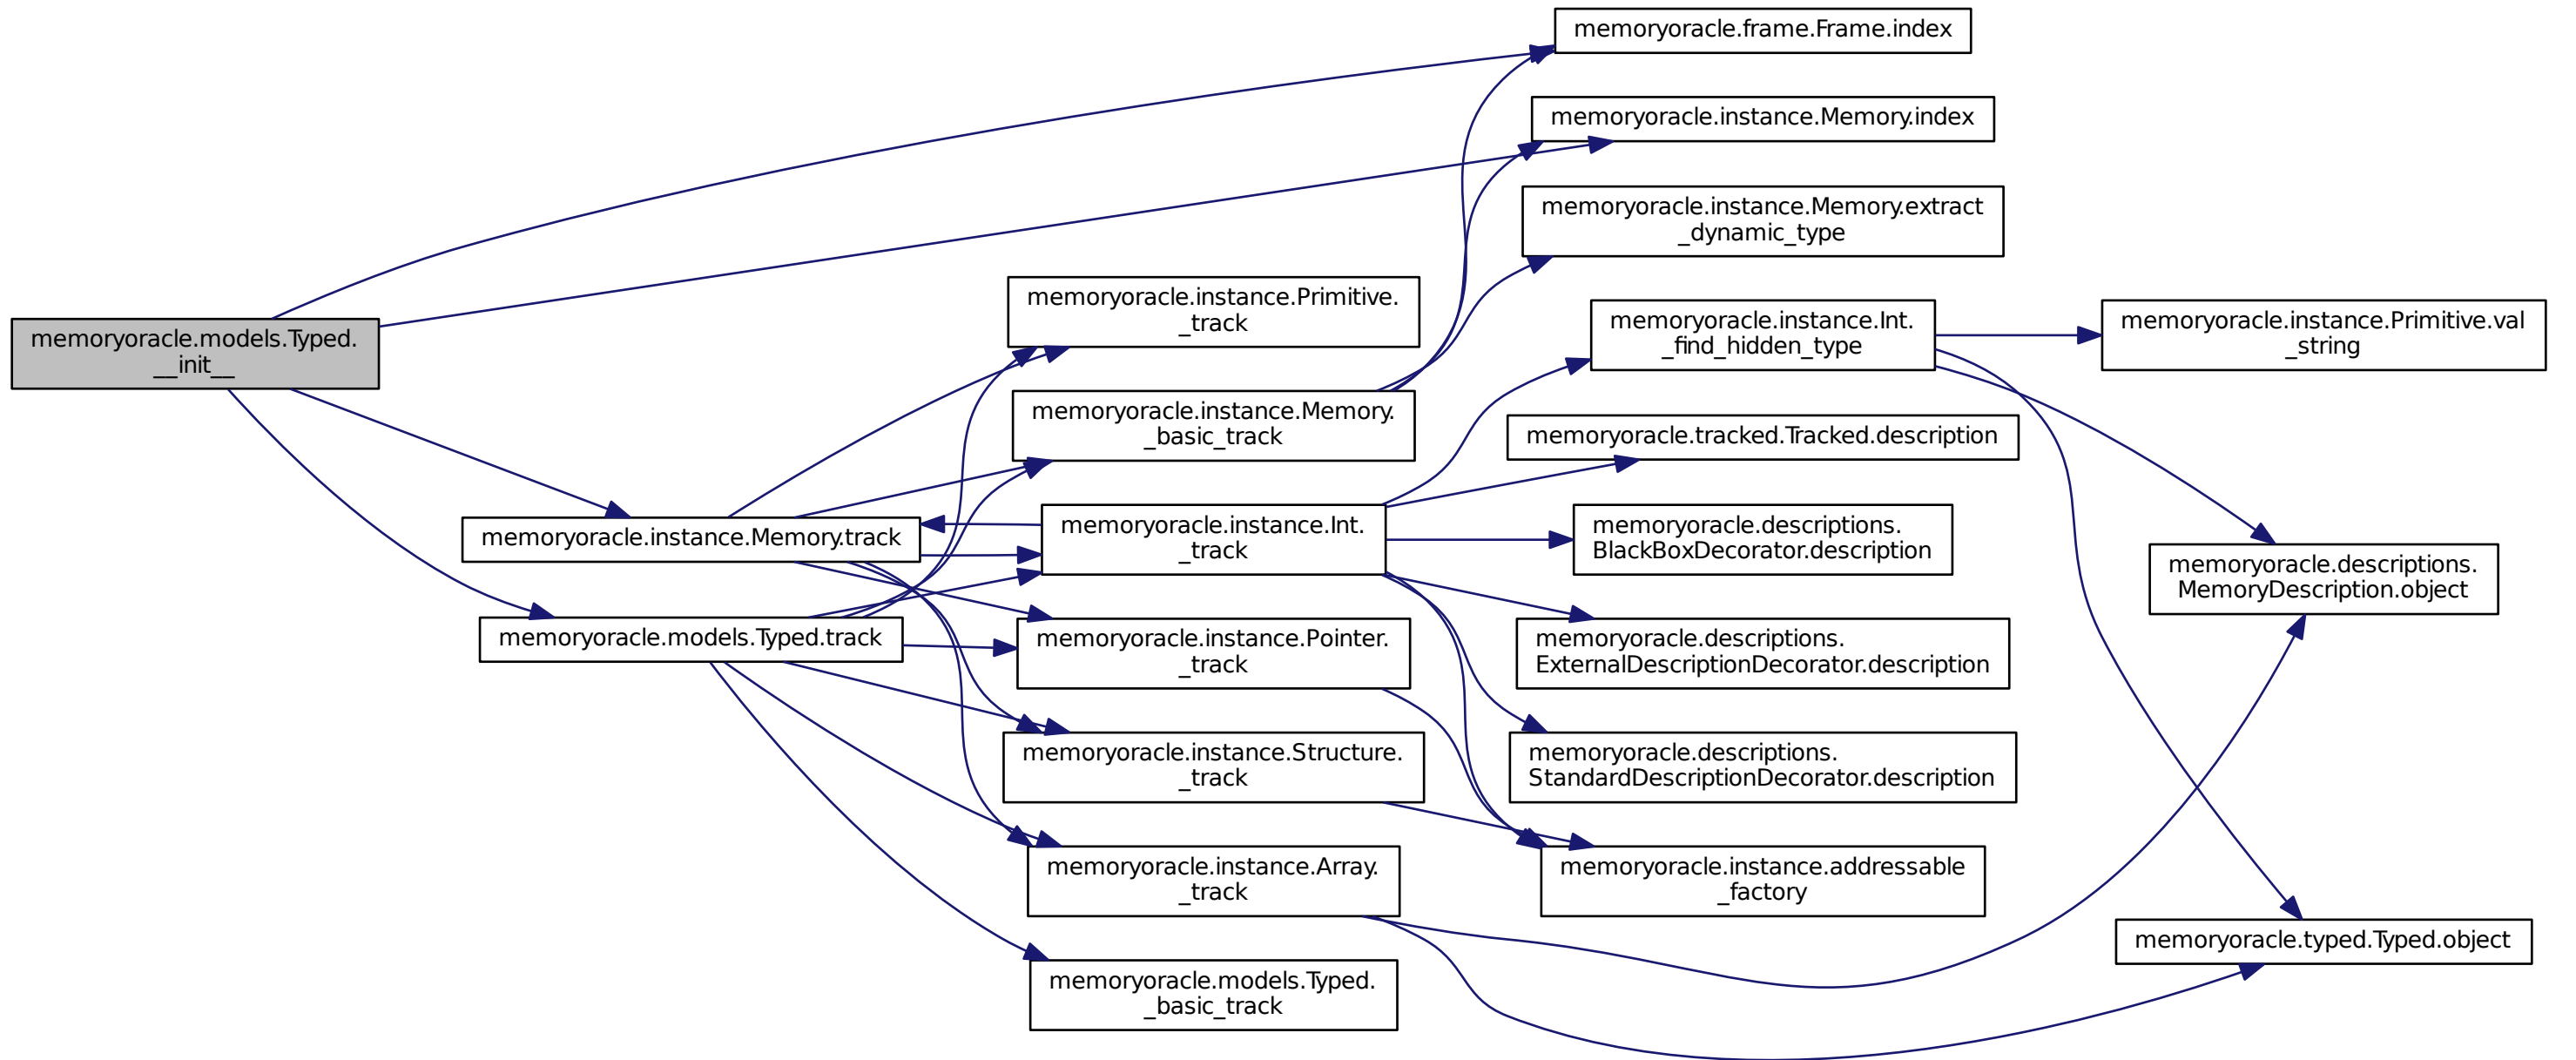 memoryoracle.models.Typed.
__init__
memoryoracle.frame.Frame.index
memoryoracle.instance.Memory.index
memoryoracle.instance.Memory.track
memoryoracle.instance.Memory.extract
_dynamic_type
memoryoracle.instance.Primitive.
_track
memoryoracle.instance.Memory.
_basic_track
memoryoracle.instance.Int.
_track
memoryoracle.instance.Int.
_find_hidden_type
memoryoracle.instance.Primitive.val
_string
memoryoracle.tracked.Tracked.description
memoryoracle.descriptions.
BlackBoxDecorator.description
memoryoracle.descriptions.
MemoryDescription.object
memoryoracle.models.Typed.track
memoryoracle.instance.Pointer.
_track
memoryoracle.descriptions.
ExternalDescriptionDecorator.description
memoryoracle.instance.Structure.
_track
memoryoracle.descriptions.
StandardDescriptionDecorator.description
memoryoracle.instance.Array.
_track
memoryoracle.instance.addressable
_factory
memoryoracle.typed.Typed.object
memoryoracle.models.Typed.
_basic_track